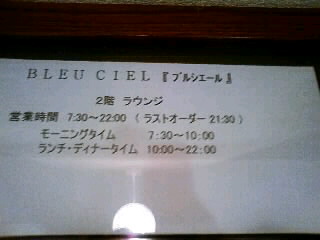 BLEU CIEL 『ブルシエール』
2階 ラウンジ
営業時間 7:30～22:00 （ ラストオーダー 21:30 ）
モーニングタイム 7:30～10:00
ランチ・ディナータイム 10:00～22:00